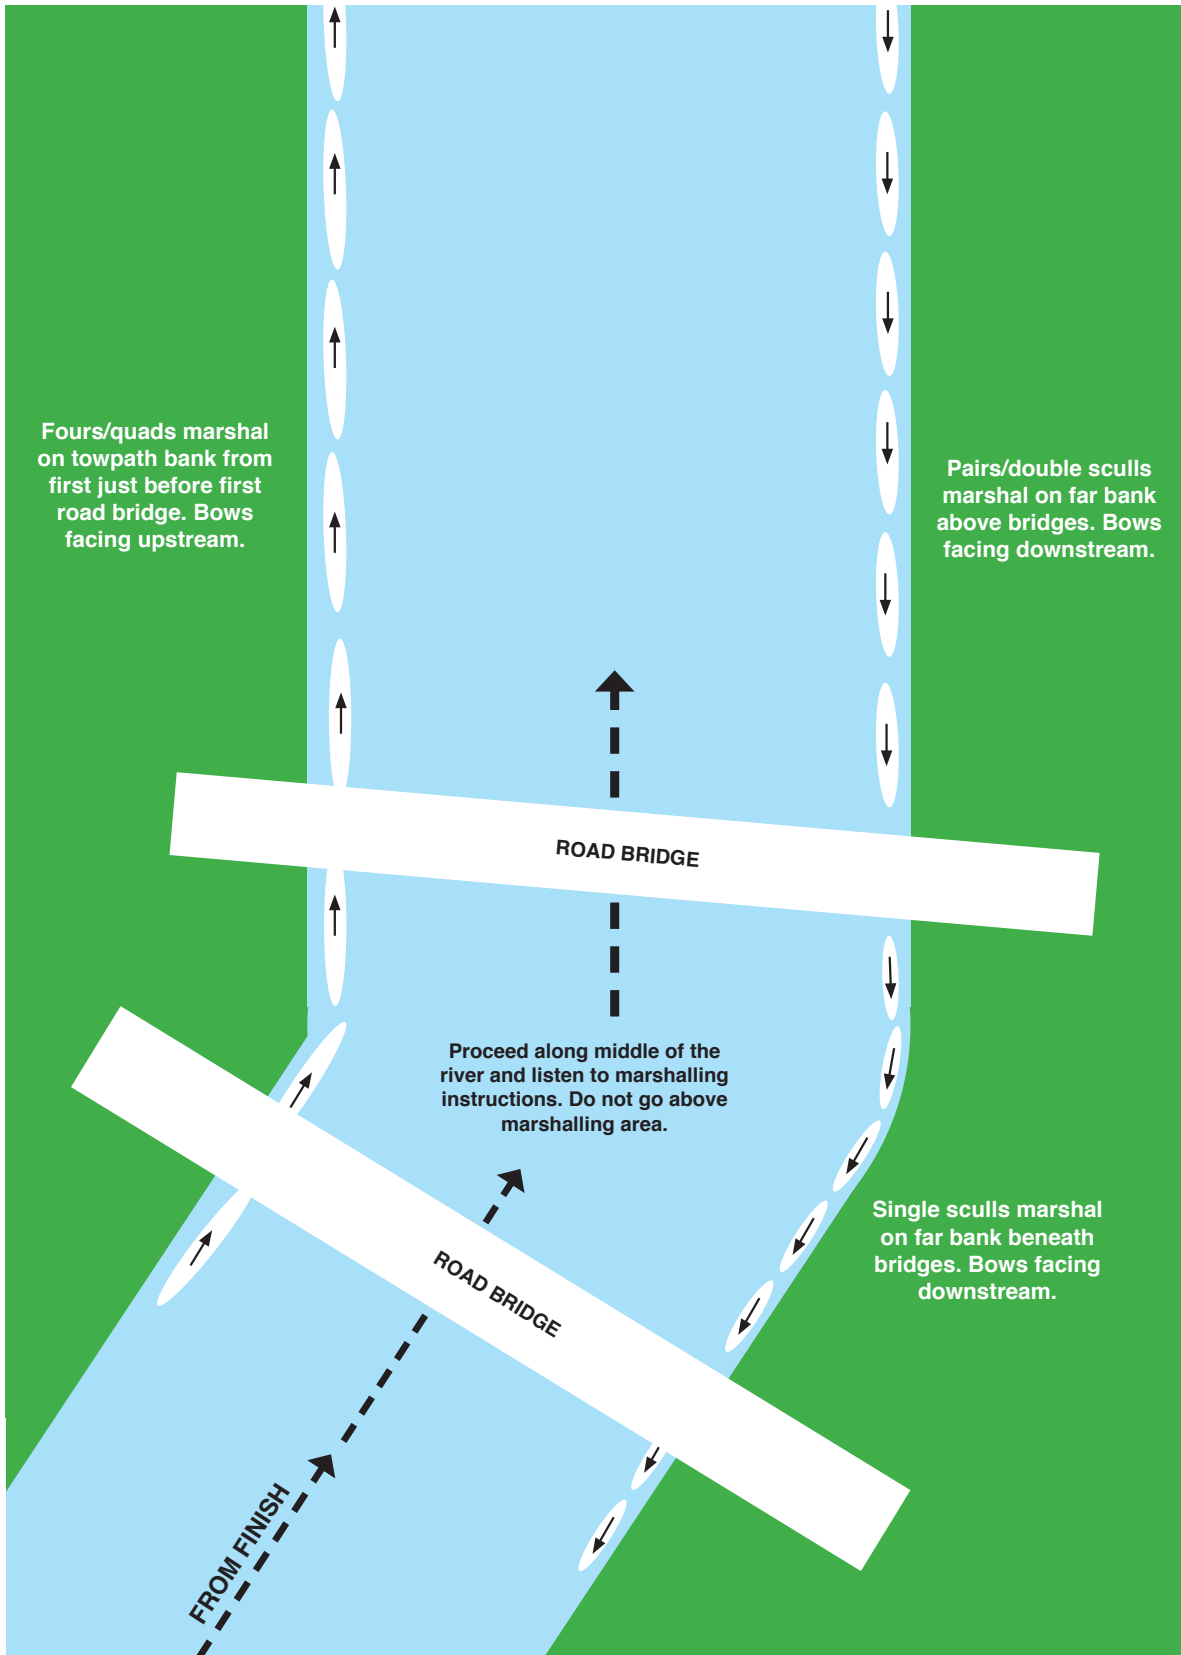 Fours/quads marshal
on towpath bank from
first just before first
road bridge. Bows
facing upstream.
Pairs/double sculls
marshal on far bank
above bridges. Bows
facing downstream.
ROAD BRIDGE
Proceed along middle of the
river and listen to marshalling
instructions. Do not go above
marshalling area.
Single sculls marshal
on far bank beneath
bridges. Bows facing
downstream.
ROAD BRIDGE
FROM FINISH